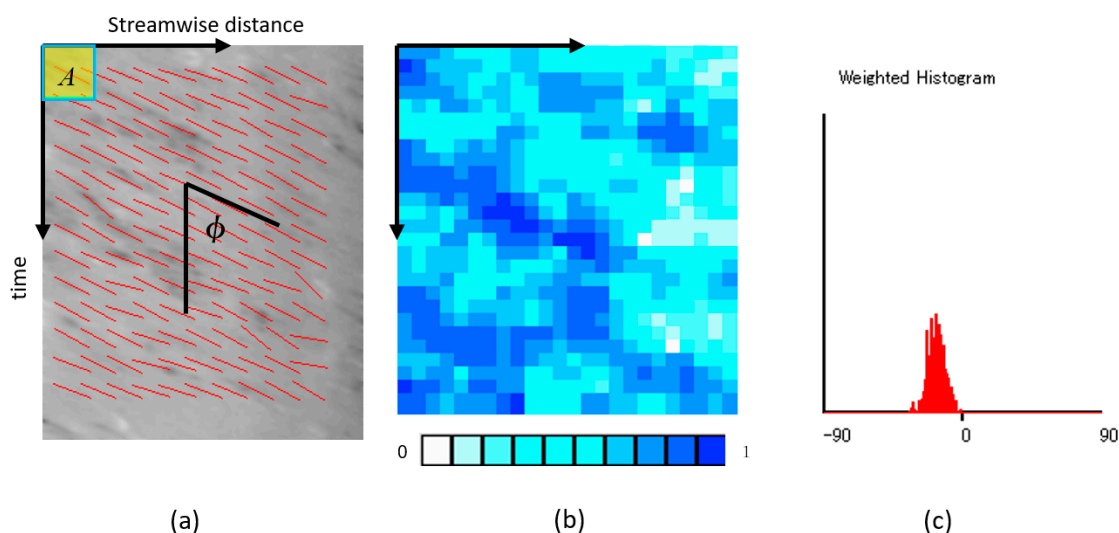 Streamwise distance
A
ϕ
time
(a)
0
1
(b)
Weighted Histogram
-90
0
90
(c)